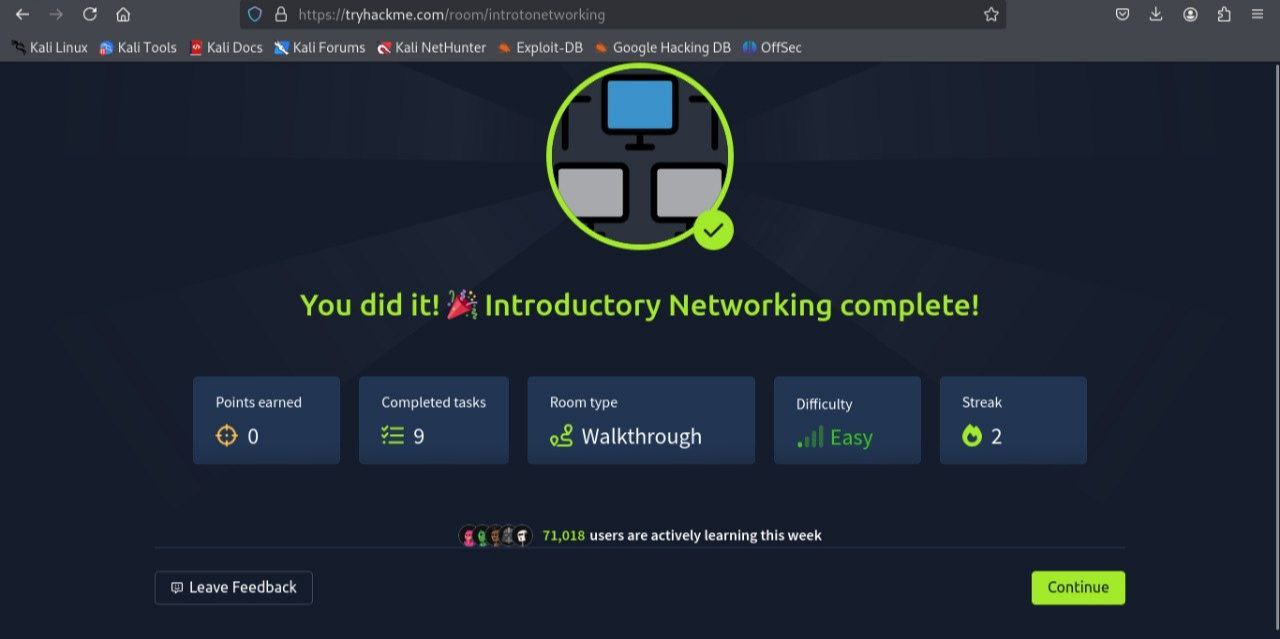 https://tryhackme.com/room/introtonetworking
Kali Linux Kali Tools Kali Docs Kali Forums Kali NetHunter Exploit-DB Google Hacking DB OffSec
You did it! 🎉 Introductory Networking complete!
Points earned
0
Completed tasks
9
Room type
Walkthrough
Difficulty
Easy
Streak
2
71,018 users are actively learning this week
Leave Feedback
Continue